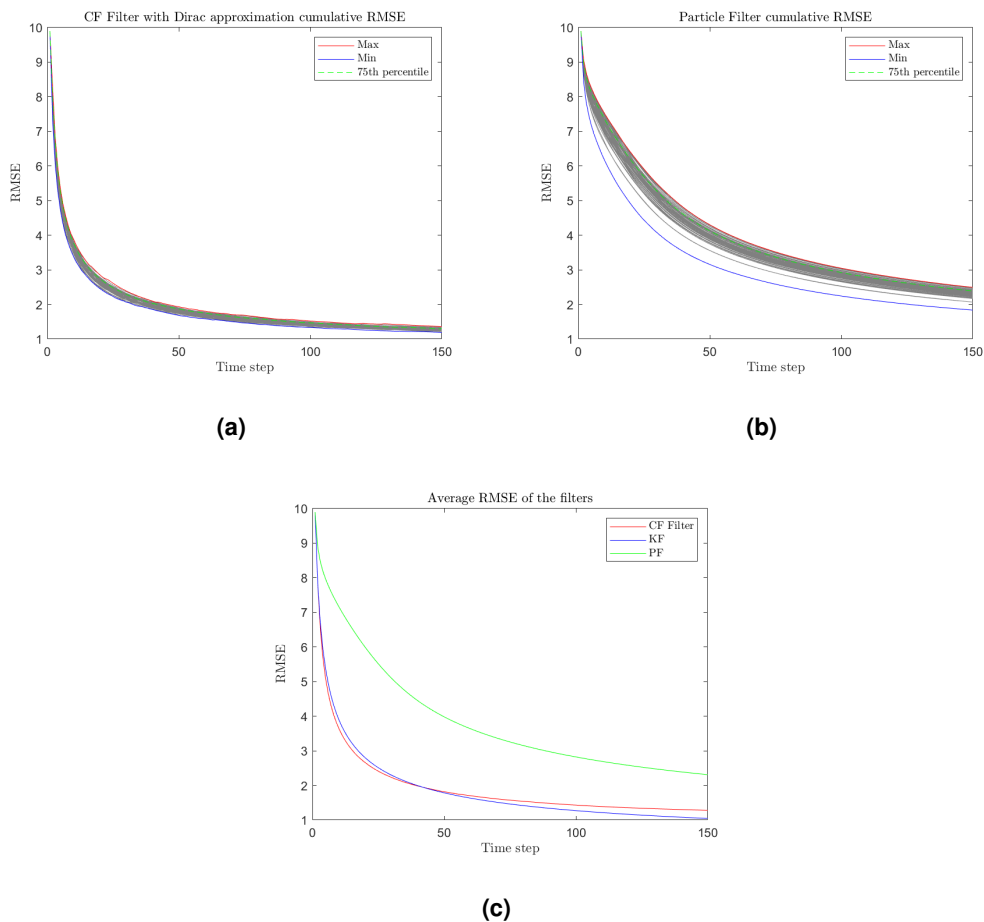 CF Filter with Dirac approximation cumulative RMSE
10
9
8
7
6
5
4
3
2
1
RMSE
0
50
100
150
Time step
Max
Min
75th percentile
(a)
Particle Filter cumulative RMSE
10
9
8
7
6
5
4
3
2
1
RMSE
0
50
100
150
Time step
Max
Min
75th percentile
(b)
Average RMSE of the filters
10
9
8
7
6
5
4
3
2
1
RMSE
0
50
100
150
Time step
CF Filter
KF
PF
(c)